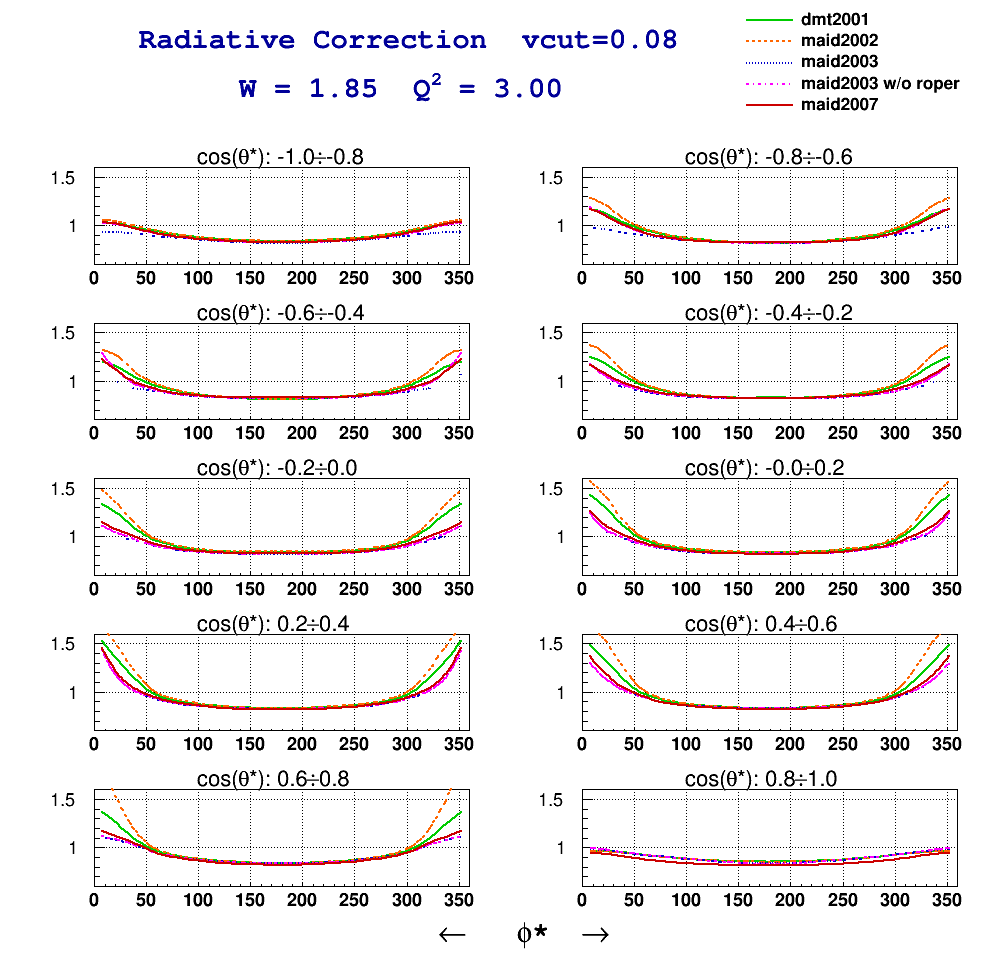 Radiative Correction vcut=0.08
W = 1.85 Q² = 3.00
dmt2001
maid2002
maid2003
maid2003 w/o roper
maid2007
cos(θ*): -1.0÷-0.8
1.5
1
0 50 100 150 200 250 300 350
cos(θ*): -0.8÷-0.6
1.5
1
0 50 100 150 200 250 300 350
cos(θ*): -0.6÷-0.4
1.5
1
0 50 100 150 200 250 300 350
cos(θ*): -0.4÷-0.2
1.5
1
0 50 100 150 200 250 300 350
cos(θ*): -0.2÷0.0
1.5
1
0 50 100 150 200 250 300 350
cos(θ*): -0.0÷0.2
1.5
1
0 50 100 150 200 250 300 350
cos(θ*): 0.2÷0.4
1.5
1
0 50 100 150 200 250 300 350
cos(θ*): 0.4÷0.6
1.5
1
0 50 100 150 200 250 300 350
cos(θ*): 0.6÷0.8
1.5
1
0 50 100 150 200 250 300 350
cos(θ*): 0.8÷1.0
1.5
1
0 50 100 150 200 250 300 350
← ϕ* →